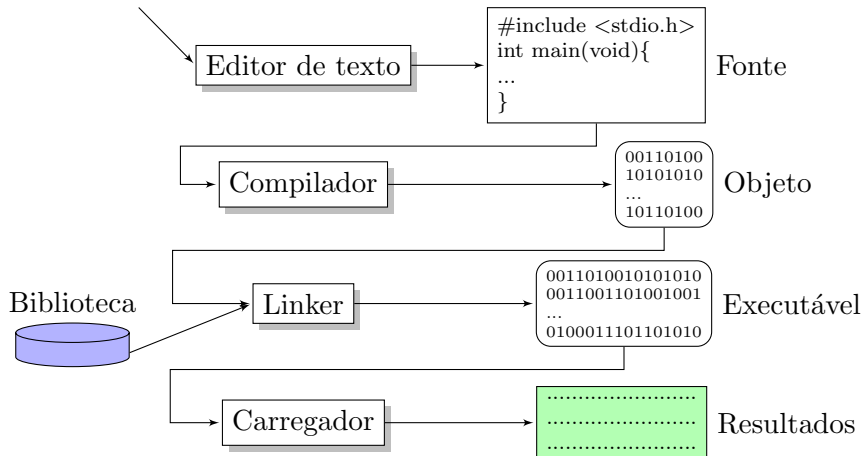 Editor de texto
#include <stdio.h>
int main(void){
...
}
Fonte
Compilador
00110100
10101010
...
10110100
Objeto
Biblioteca
Linker
0011010010101010
0011001101001001
...
0100011101101010
Executável
Carregador
........................
........................
........................
Resultados